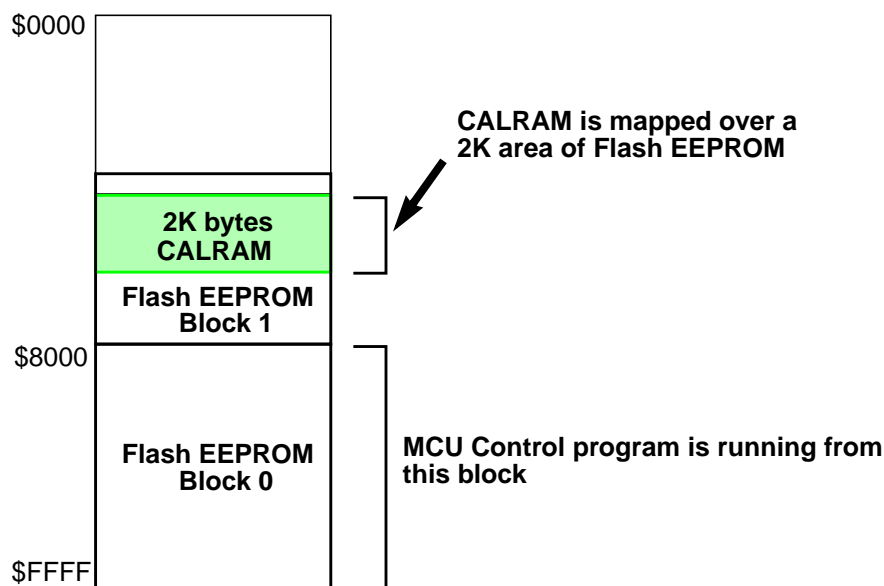 $0000
CALRAM is mapped over a
2K area of Flash EEPROM
2K bytes
CALRAM
Flash EEPROM
Block 1
$8000
Flash EEPROM
Block 0
MCU Control program is running from
this block
$FFFF